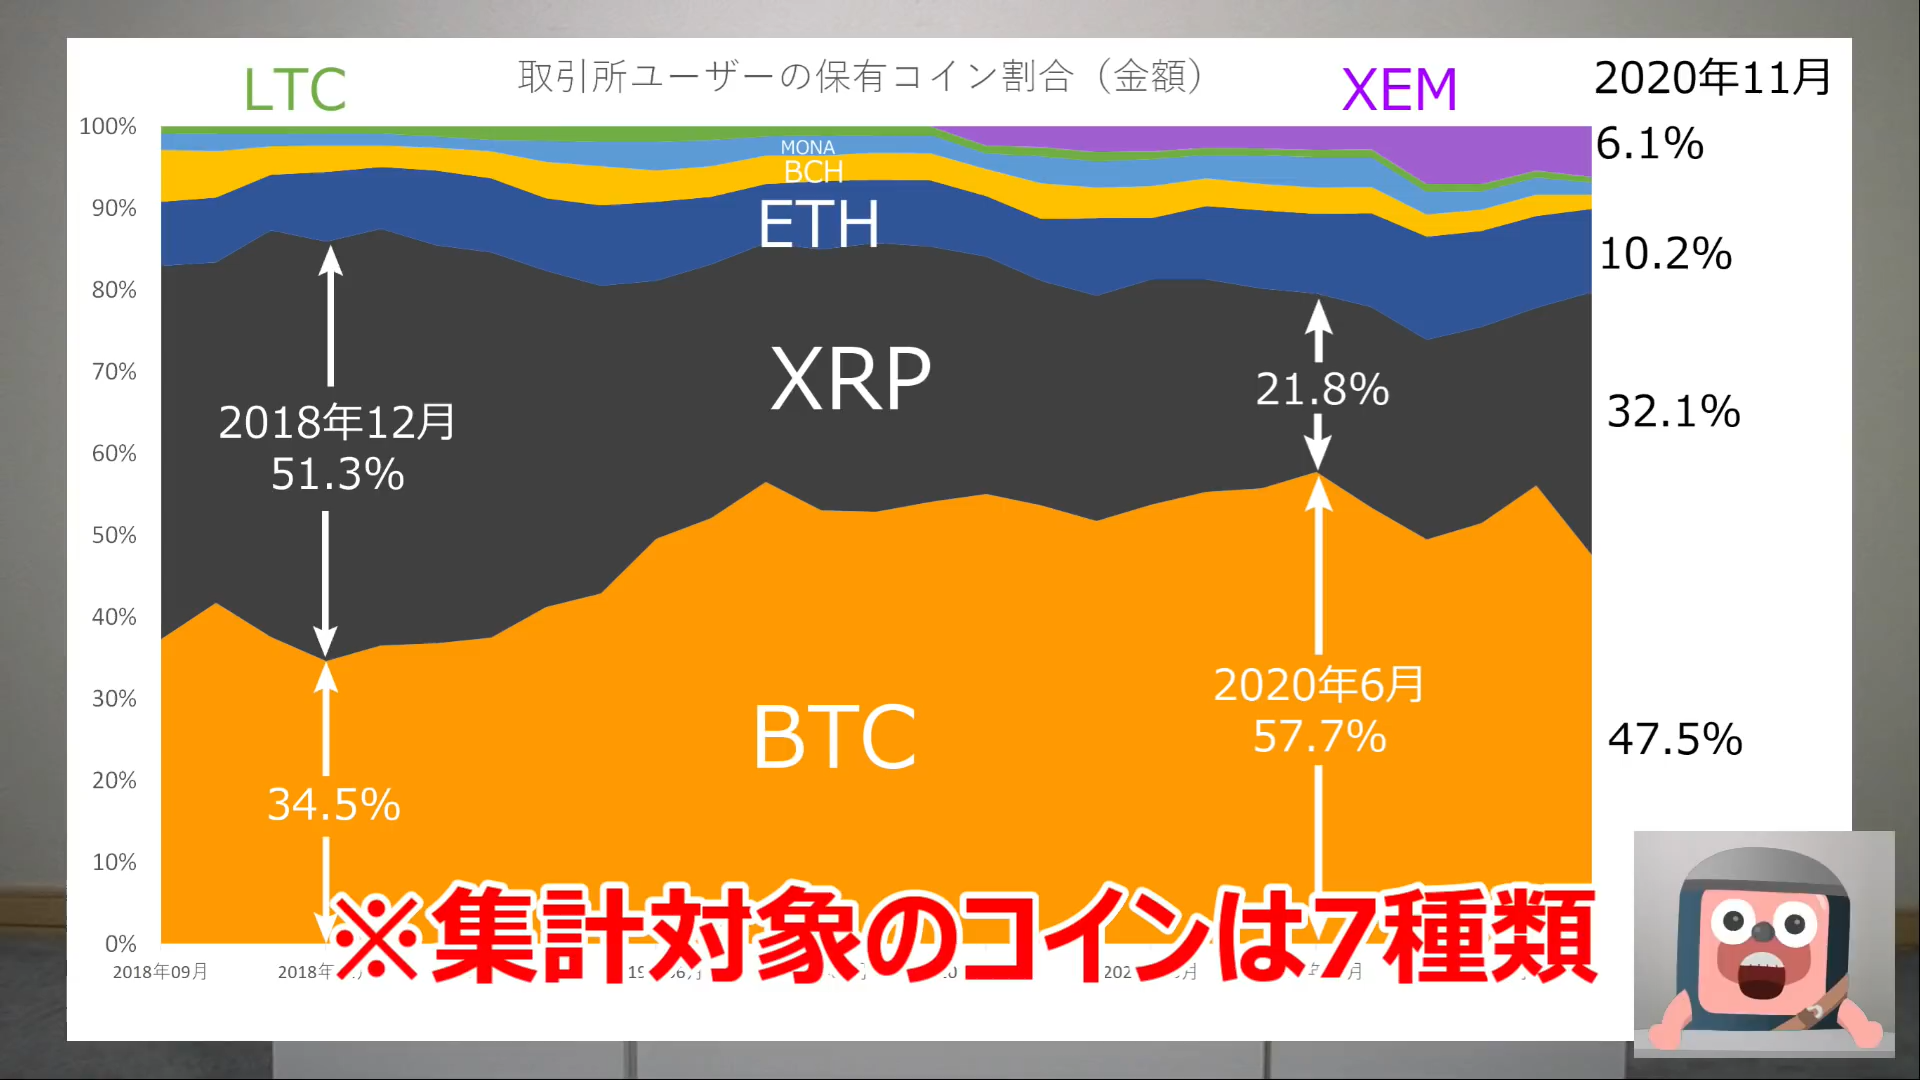 取引所ユーザーの保有コイン割合（金額）
LTC
XEM
2020年11月
100%
90%
80%
70%
60%
50%
40%
30%
20%
10%
0%
MONA
BCH
ETH
XRP
BTC
2018年12月
51.3%
34.5%
21.8%
2020年6月
57.7%
6.1%
10.2%
32.1%
47.5%
2018年09月
※集計対象のコインは7種類